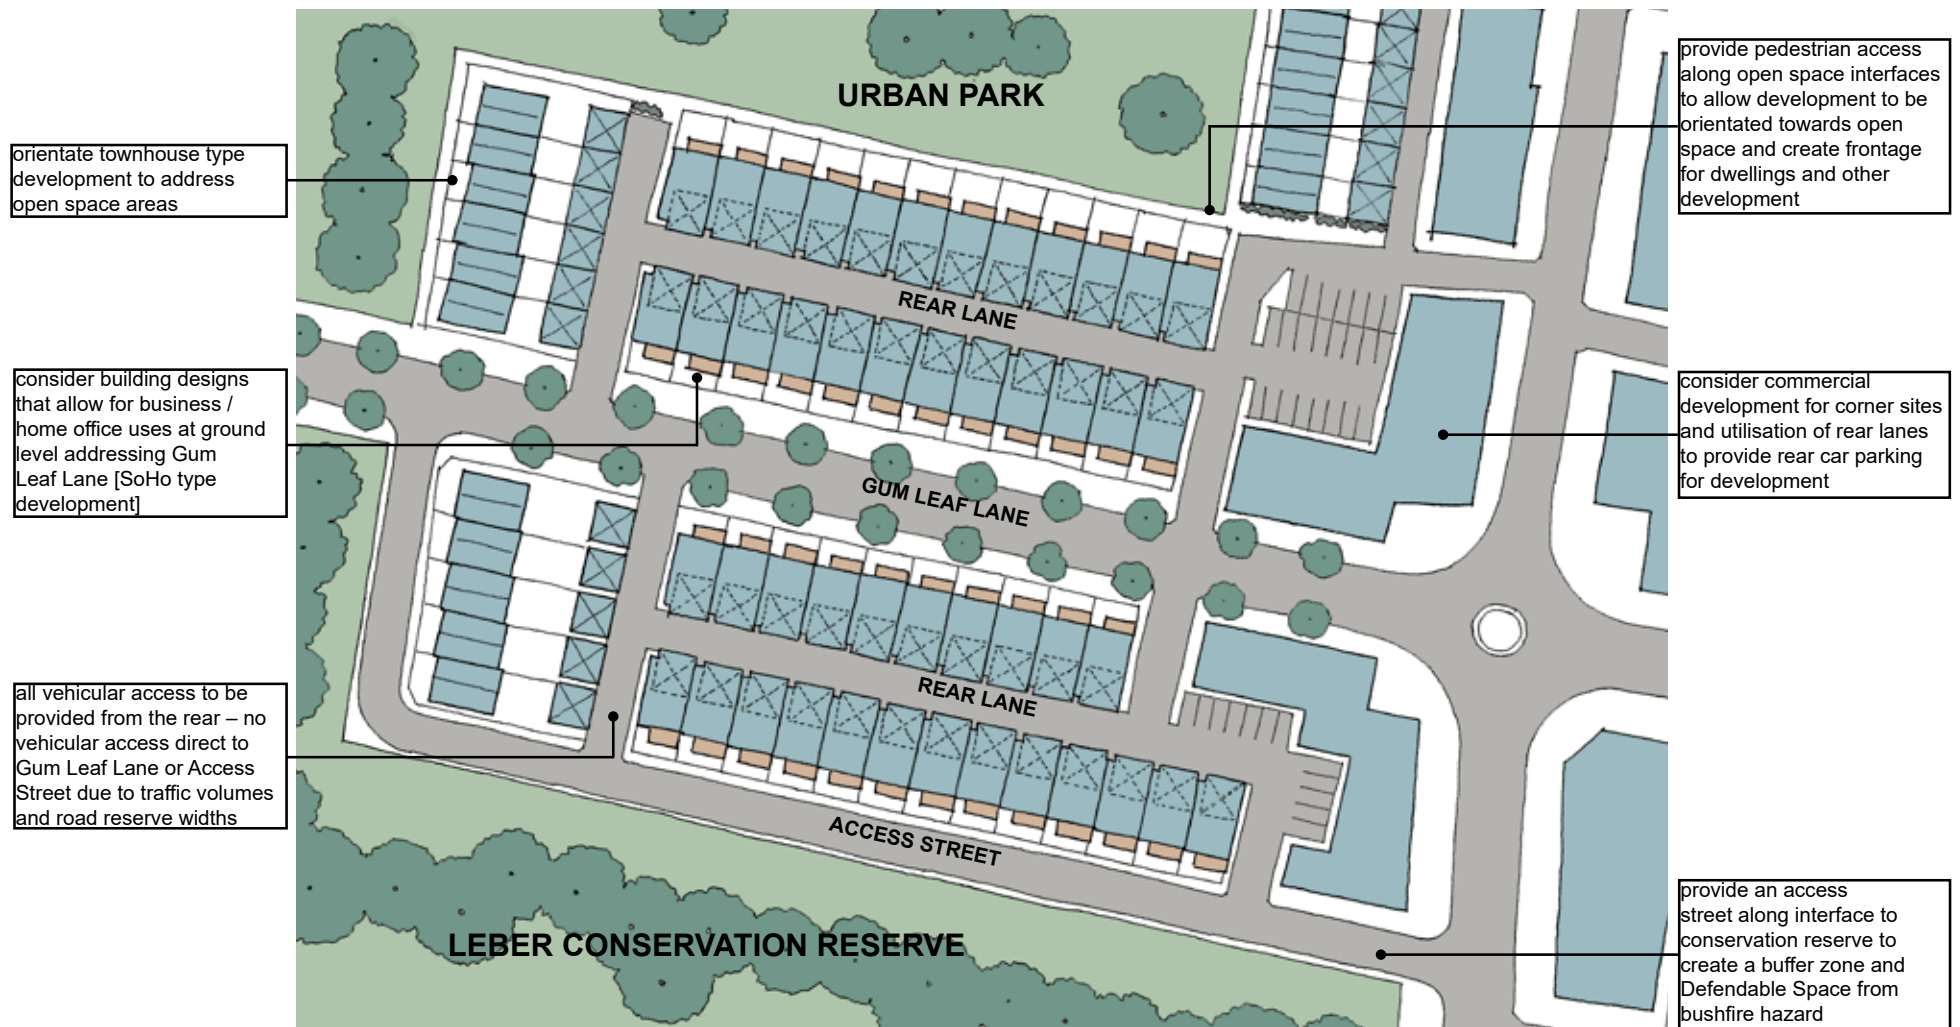 URBAN PARK
provide pedestrian access
along open space interfaces
to allow development to be
orientated towards open
space and create frontage
for dwellings and other
development
orientate townhouse type
development to address
open space areas
REAR LANE
consider building designs
that allow for business /
home office uses at ground
level addressing Gum
Leaf Lane [SoHo type
development]
consider commercial
development for corner sites
and utilisation of rear lanes
to provide rear car parking
for development
GUM LEAF LANE
all vehicular access to be
provided from the rear – no
vehicular access direct to
Gum Leaf Lane or Access
Street due to traffic volumes
and road reserve widths
REAR LANE
ACCESS STREET
LEBER CONSERVATION RESERVE
provide an access
street along interface to
conservation reserve to
create a buffer zone and
Defendable Space from
bushfire hazard